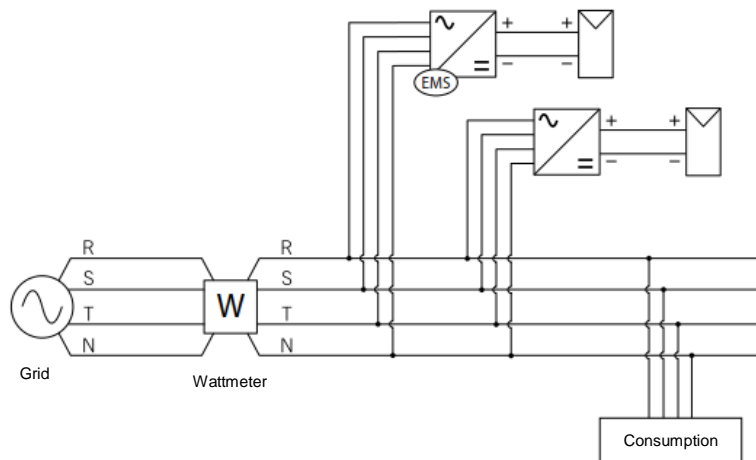 + +
EMS
− −
+ +
− −
R R
S S
W
T T
N N
Grid
Wattmeter
Consumption